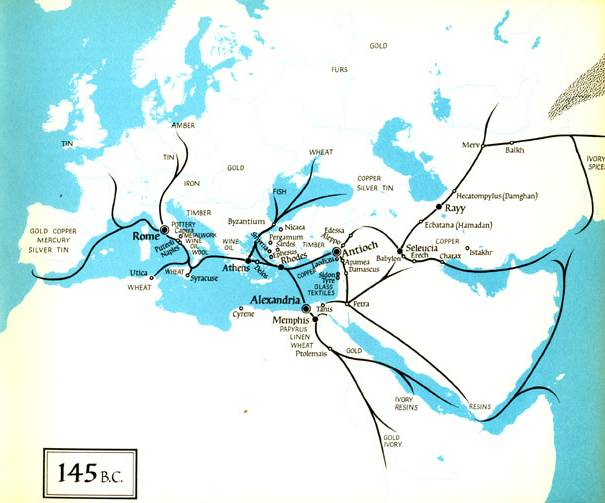 GOLD
FURS
AMBER
TIN
TIN
IRON
GOLD
WHEAT
FISH
COPPER
SILVER TIN
Merv
Balkh
IVORY
SPICES
Hecatompylus (Damghan)
Rayy
Ecbatana (Hamadan)
TIMBER
POTTERY
Capua
METALWORK
WINE
OIL
WOOL
Rome
Puteoli
Naples
GOLD COPPER
MERCURY
SILVER TIN
Byzantium
Nicaea
Pergamum
Sardes
Ephesus
Smyrna
TIMBER
WINE
OIL
Athens
Delos
Rhodes
Edessa
Aleppo
Antioch
Laodicea
Apamea
Damascus
COPPER
Sidon
Tyre
GLASS
TEXTILES
Seleucia
Babylon
Erech
Charax
COPPER
Istakhr
Utica
WHEAT
WHEAT
Syracuse
Cyrene
Alexandria
Tanis
Petra
Memphis
PAPYRUS
LINEN
WHEAT
Ptolemais
GOLD
IVORY
RESINS
RESINS
GOLD
IVORY
145 B.C.